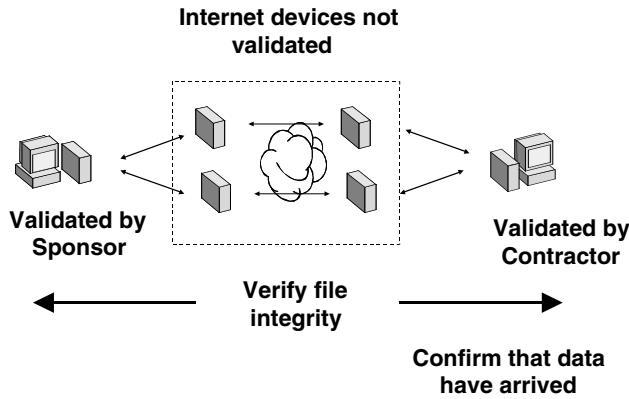 Internet devices not
validated
Validated by
Sponsor
Validated by
Contractor
Verify file
integrity
Confirm that data
have arrived